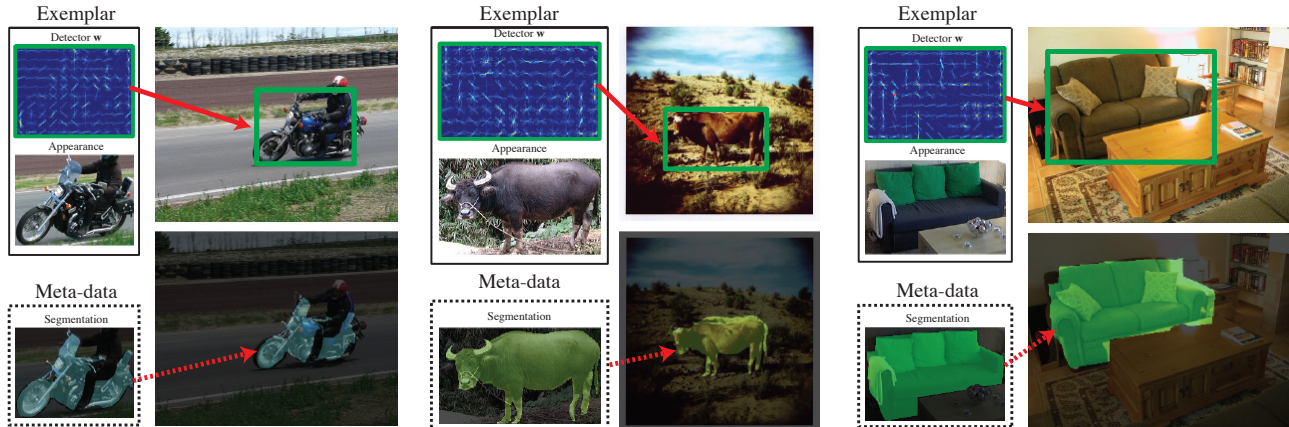 Exemplar
Detector w
Appearance
Meta-data
Segmentation
Exemplar
Detector w
Appearance
Meta-data
Segmentation
Exemplar
Detector w
Appearance
Meta-data
Segmentation